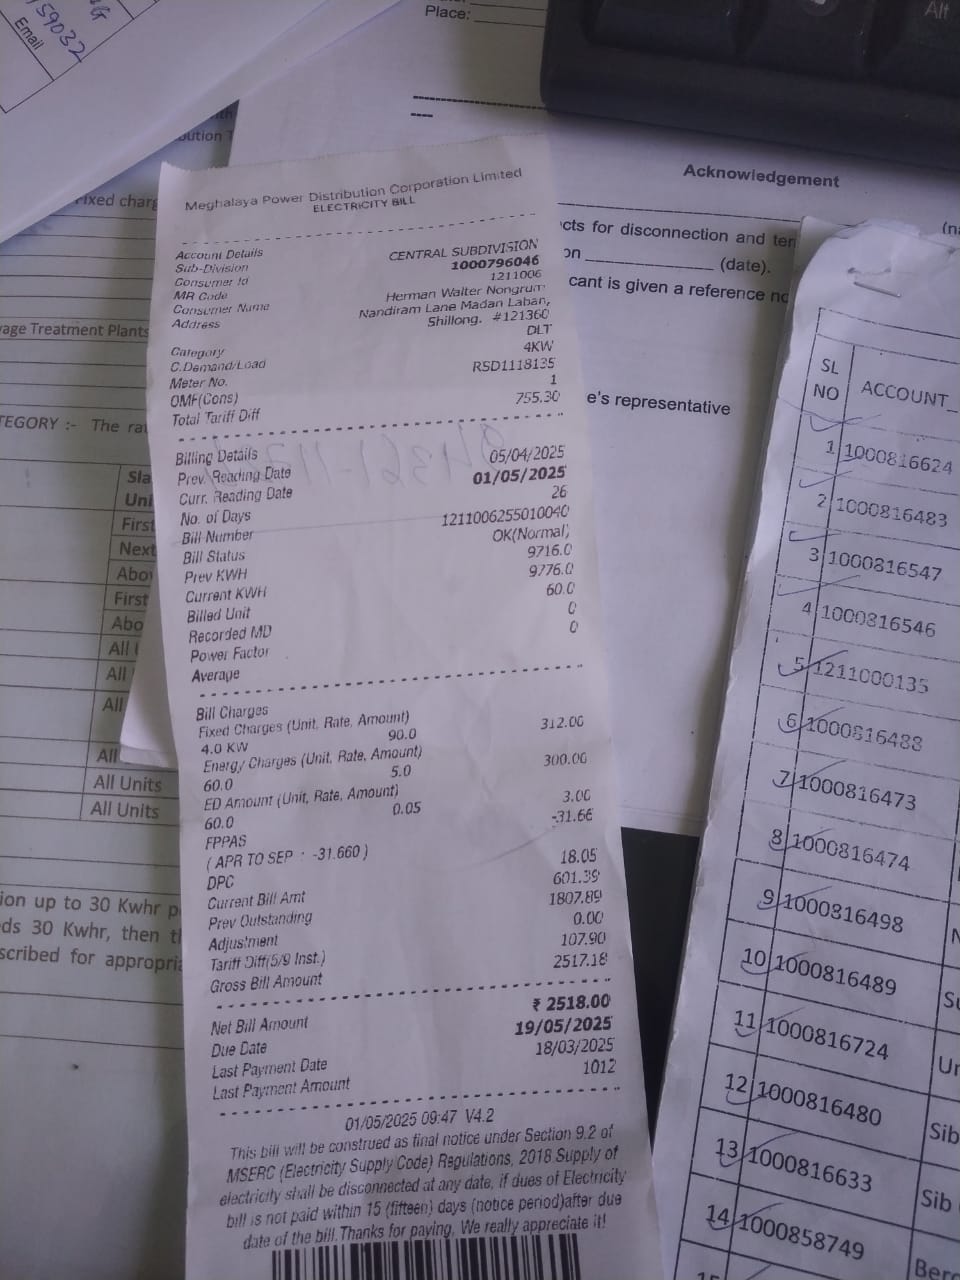 59032
Email
Place:
Fixed charg
age Treatment Plants
TEGORY :- The ra
Sla
Uni
First
Next
Abo
First
Abo
All
All
All
All
All Units
All Units
ion up to 30 Kwhr p
ds 30 Kwhr, then th
scribed for appropria
Meghalaya Power Distribution Corporation Limited
ELECTRICITY BILL
Account Details
Sub-Division CENTRAL SUBDIVISION
Consumer Id 1000796046
MR Code 1211006
Consumer Name Herman Walter Nongrum
Address Nandiram Lane Madan Laban,
Shillong. #121360
Category DLT
C.Demand/Load 4KW
Meter No. RSD1118135
OMF(Cons) 1
Total Tariff Diff 755.30
Billing Details
Prev. Reading Date 05/04/2025
Curr. Reading Date 01/05/2025
No. of Days 26
Bill Number 1211006255010040
Bill Status OK(Normal)
Prev KWH 9716.0
Current KWH 9776.0
Billed Unit 60.0
Recorded MD 0
Power Factor 0
Average
Bill Charges
Fixed Charges (Unit, Rate, Amount)
4.0 KW 90.0 312.00
Energy Charges (Unit, Rate, Amount)
60.0 5.0 300.00
ED Amount (Unit, Rate, Amount)
60.0 0.05 3.00
FPPAS -31.66
( APR TO SEP : -31.660 )
DPC 18.05
Current Bill Amt 601.39
Prev Outstanding 1807.89
Adjustment 0.00
Tariff Diff(5/9 Inst.) 107.90
Gross Bill Amount 2517.18
Net Bill Amount ₹ 2518.00
Due Date 19/05/2025
Last Payment Date 18/03/2025
Last Payment Amount 1012
01/05/2025 09:47 V4.2
This bill will be construed as final notice under Section 9.2 of
MSERC (Electricity Supply Code) Regulations, 2018 Supply of
electricity shall be disconnected at any date, if dues of Electricity
bill is not paid within 15 (fifteen) days (notice period)after due
date of the bill.Thanks for paying, We really appreciate it!
Acknowledgement
(na
cts for disconnection and ter
on (date).
cant is given a reference no
e's representative
Alt
SL
NO ACCOUNT_
1 1000816624
2 1000816483
3 1000816547
4 1000816546
5 1211000135
6 1000816488
7 1000816473
8 1000816474
9 1000816498
10 1000816489
11 1000816724
12 1000816480 Sib
13 1000816633 Sib
14 1000858749